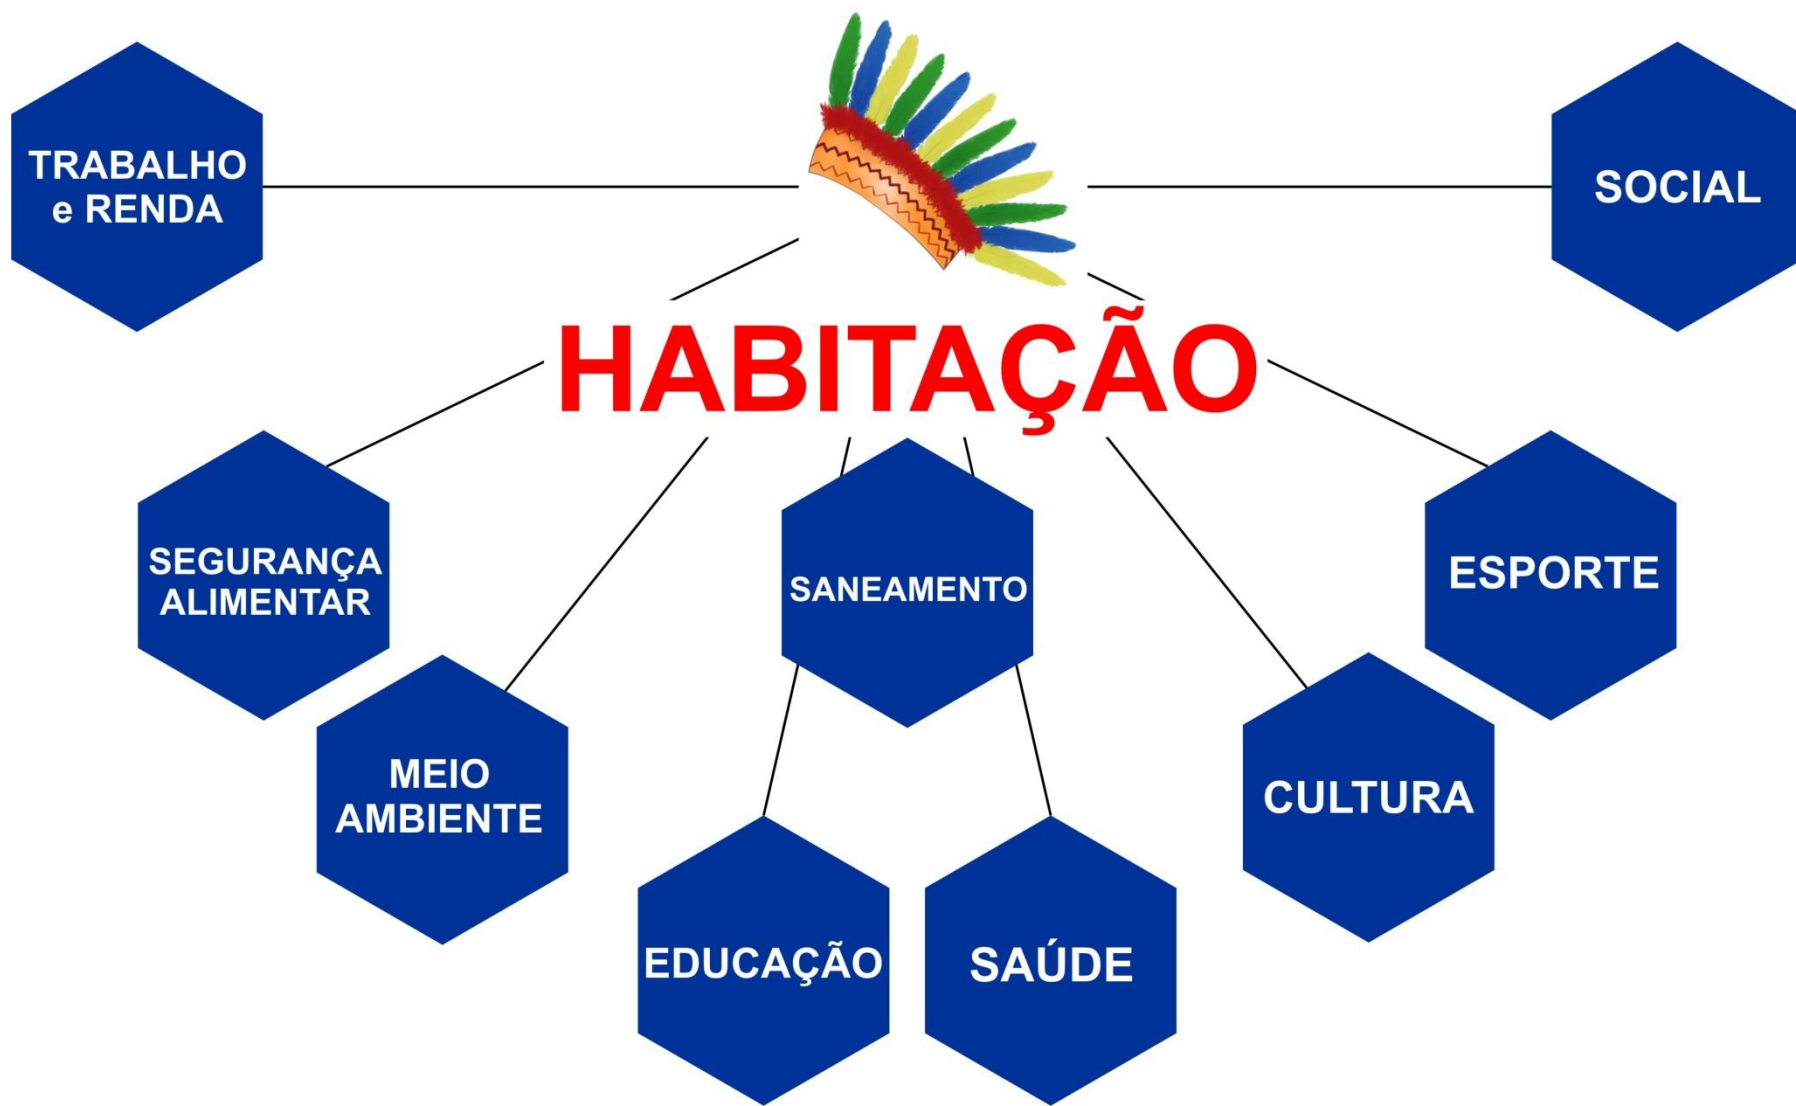 TRABALHO
e RENDA
SOCIAL
HABITAÇÃO
SEGURANÇA
ALIMENTAR
SANEAMENTO
ESPORTE
MEIO
AMBIENTE
CULTURA
EDUCAÇÃO
SAÚDE